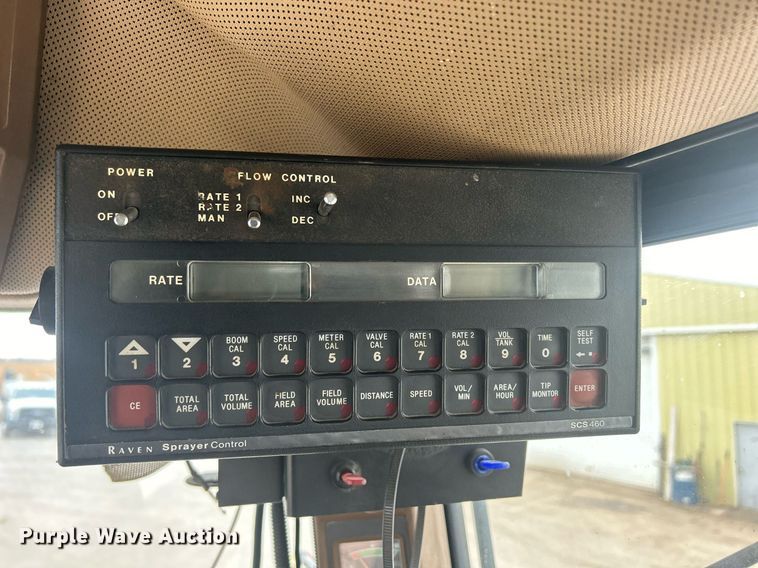 POWER
FLOW CONTROL
ON
RATE 1
INC
RATE 2
OFF
MAN
DEC
RATE
DATA
1
2
BOOM CAL 3
SPEED CAL 4
METER CAL 5
VALVE CAL 6
RATE 1 CAL 7
RATE 2 CAL 8
VOL TANK 9
TIME 0
SELF TEST
CE
TOTAL AREA
TOTAL VOLUME
FIELD AREA
FIELD VOLUME
DISTANCE
SPEED
VOL/ MIN
AREA/ HOUR
TIP MONITOR
ENTER
RAVEN Sprayer Control
SCS 460
Purple Wave Auction